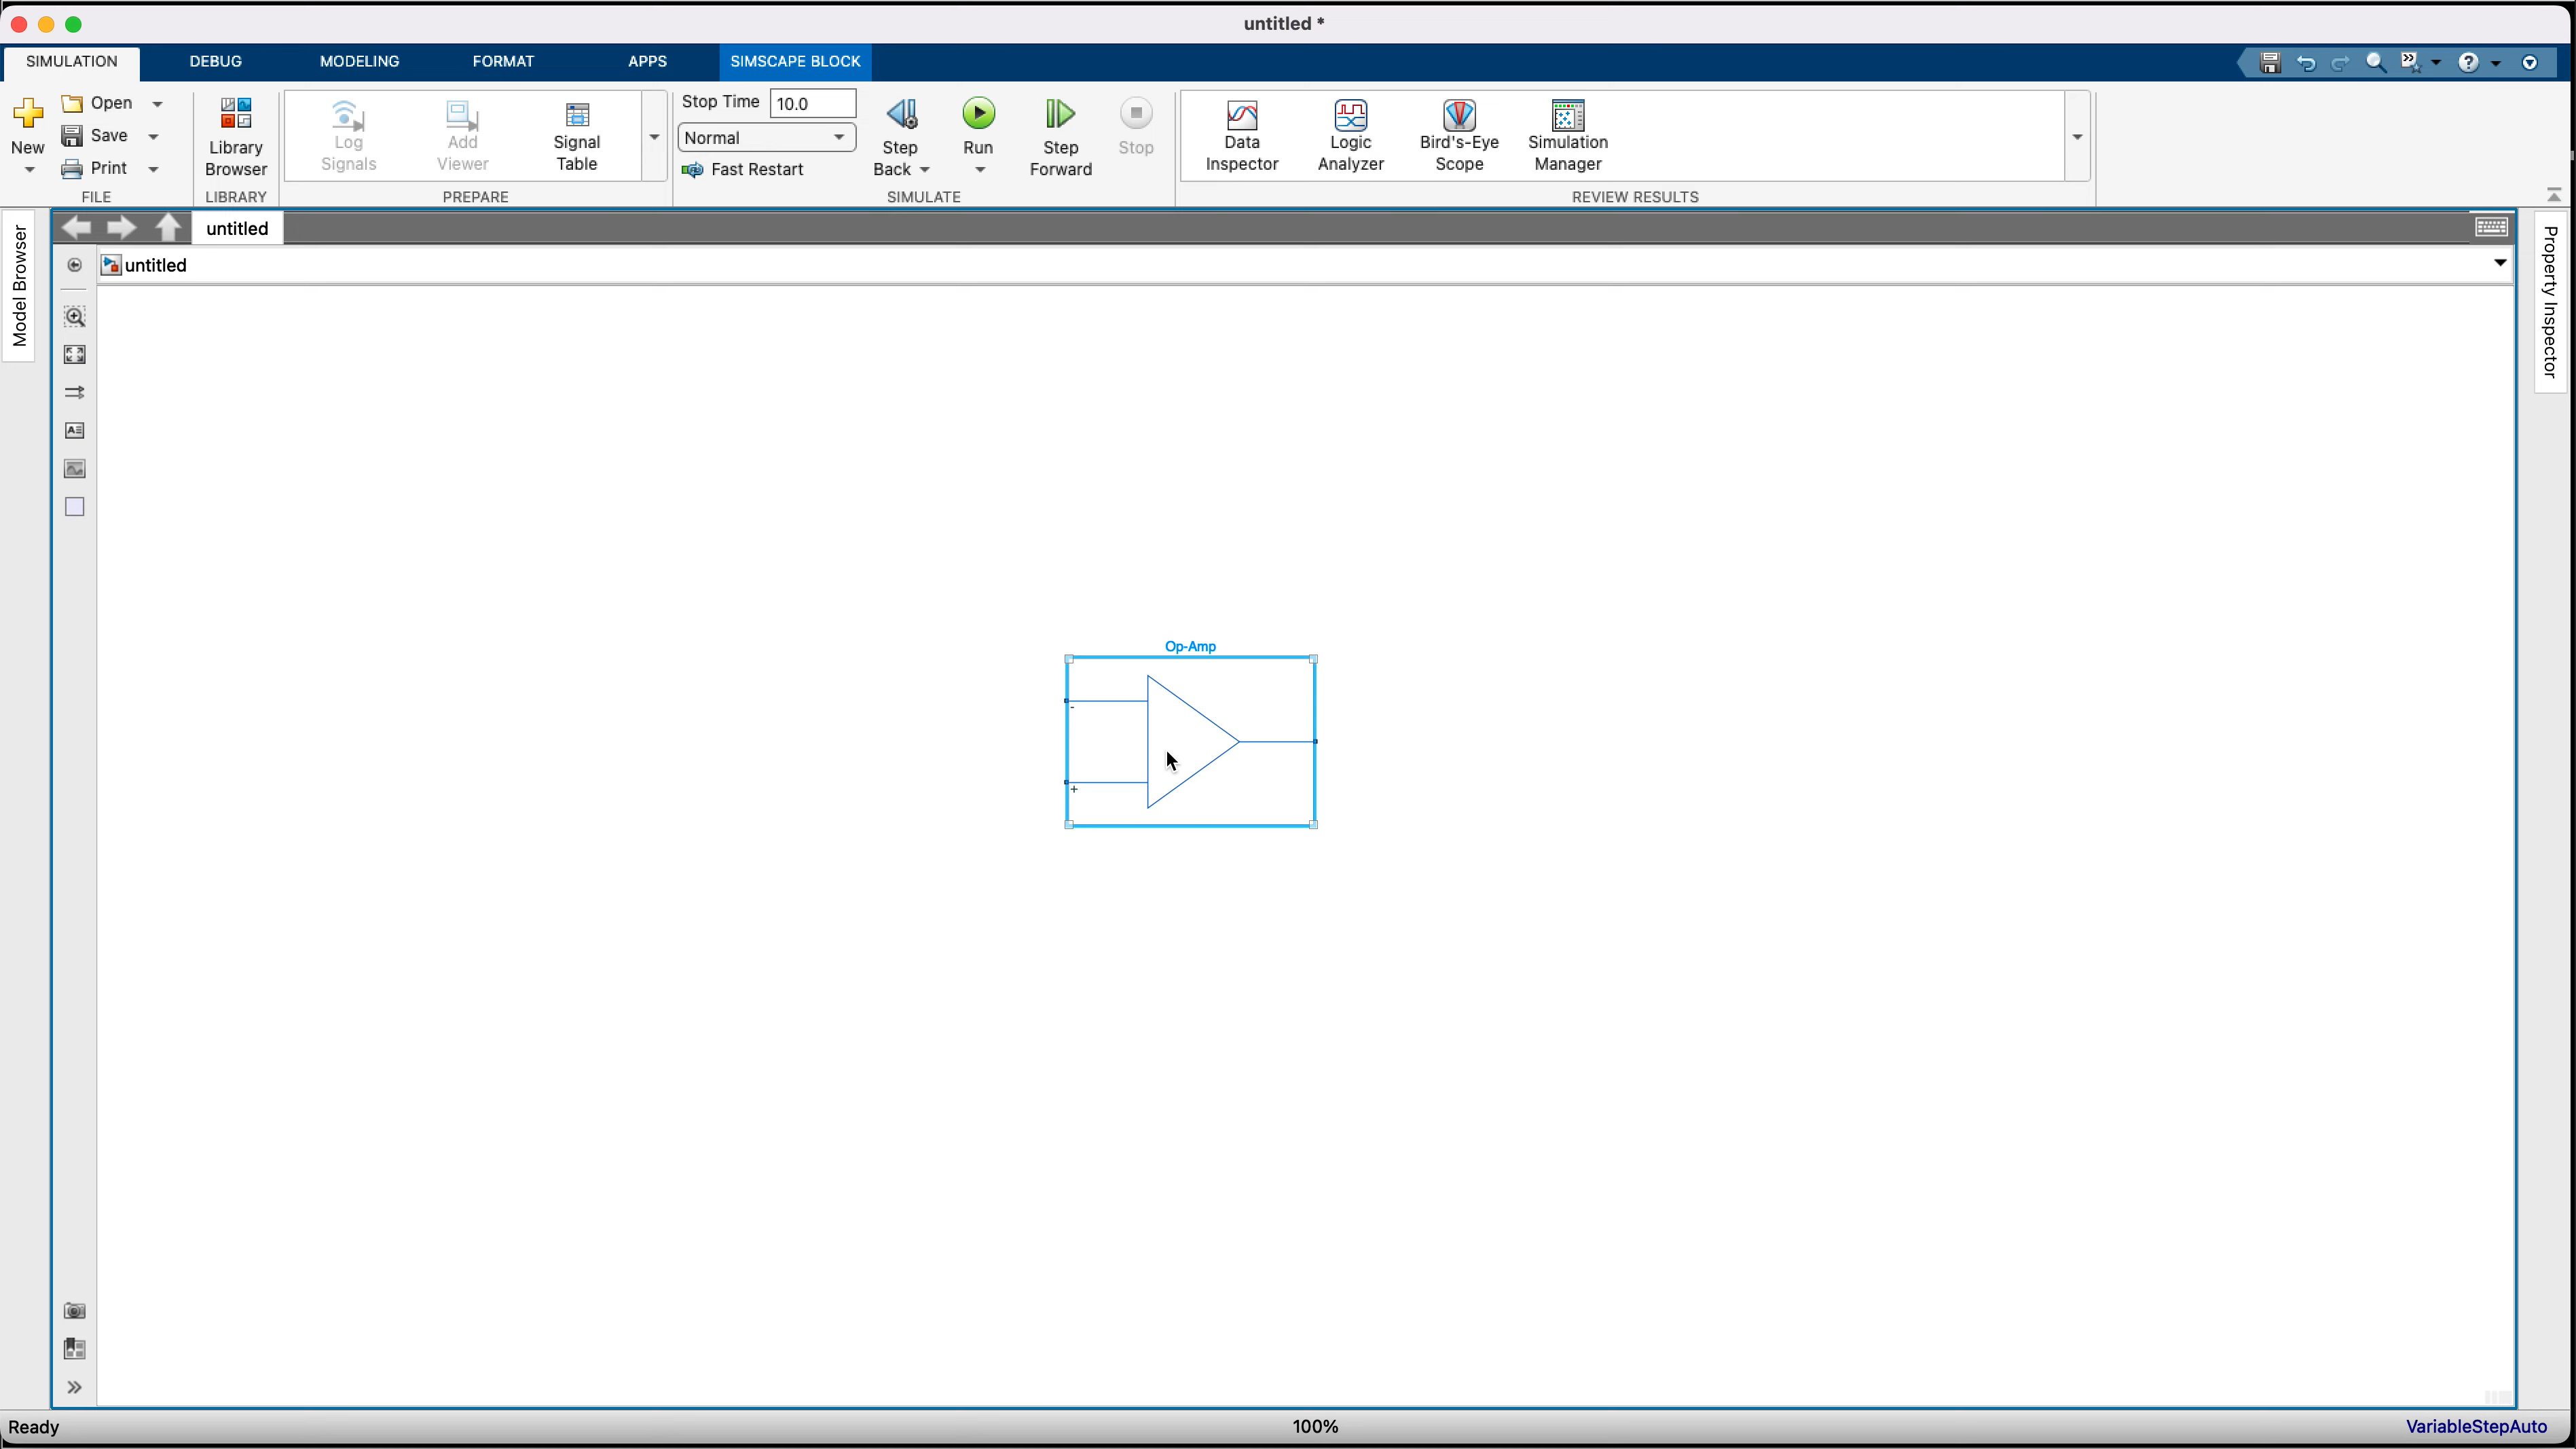 untitled *
SIMULATION DEBUG MODELING FORMAT APPS SIMSCAPE BLOCK
New
Open
Save
Print
FILE
Library
Browser
LIBRARY
Log
Signals
Add
Viewer
Signal
Table
PREPARE
Stop Time 10.0
Normal
Fast Restart
Step
Back
Run
Step
Forward
Stop
SIMULATE
Data
Inspector
Logic
Analyzer
Bird's-Eye
Scope
Simulation
Manager
REVIEW RESULTS
Model Browser
untitled
untitled
Property Inspector
Op-Amp
-
+
Ready 100% VariableStepAuto